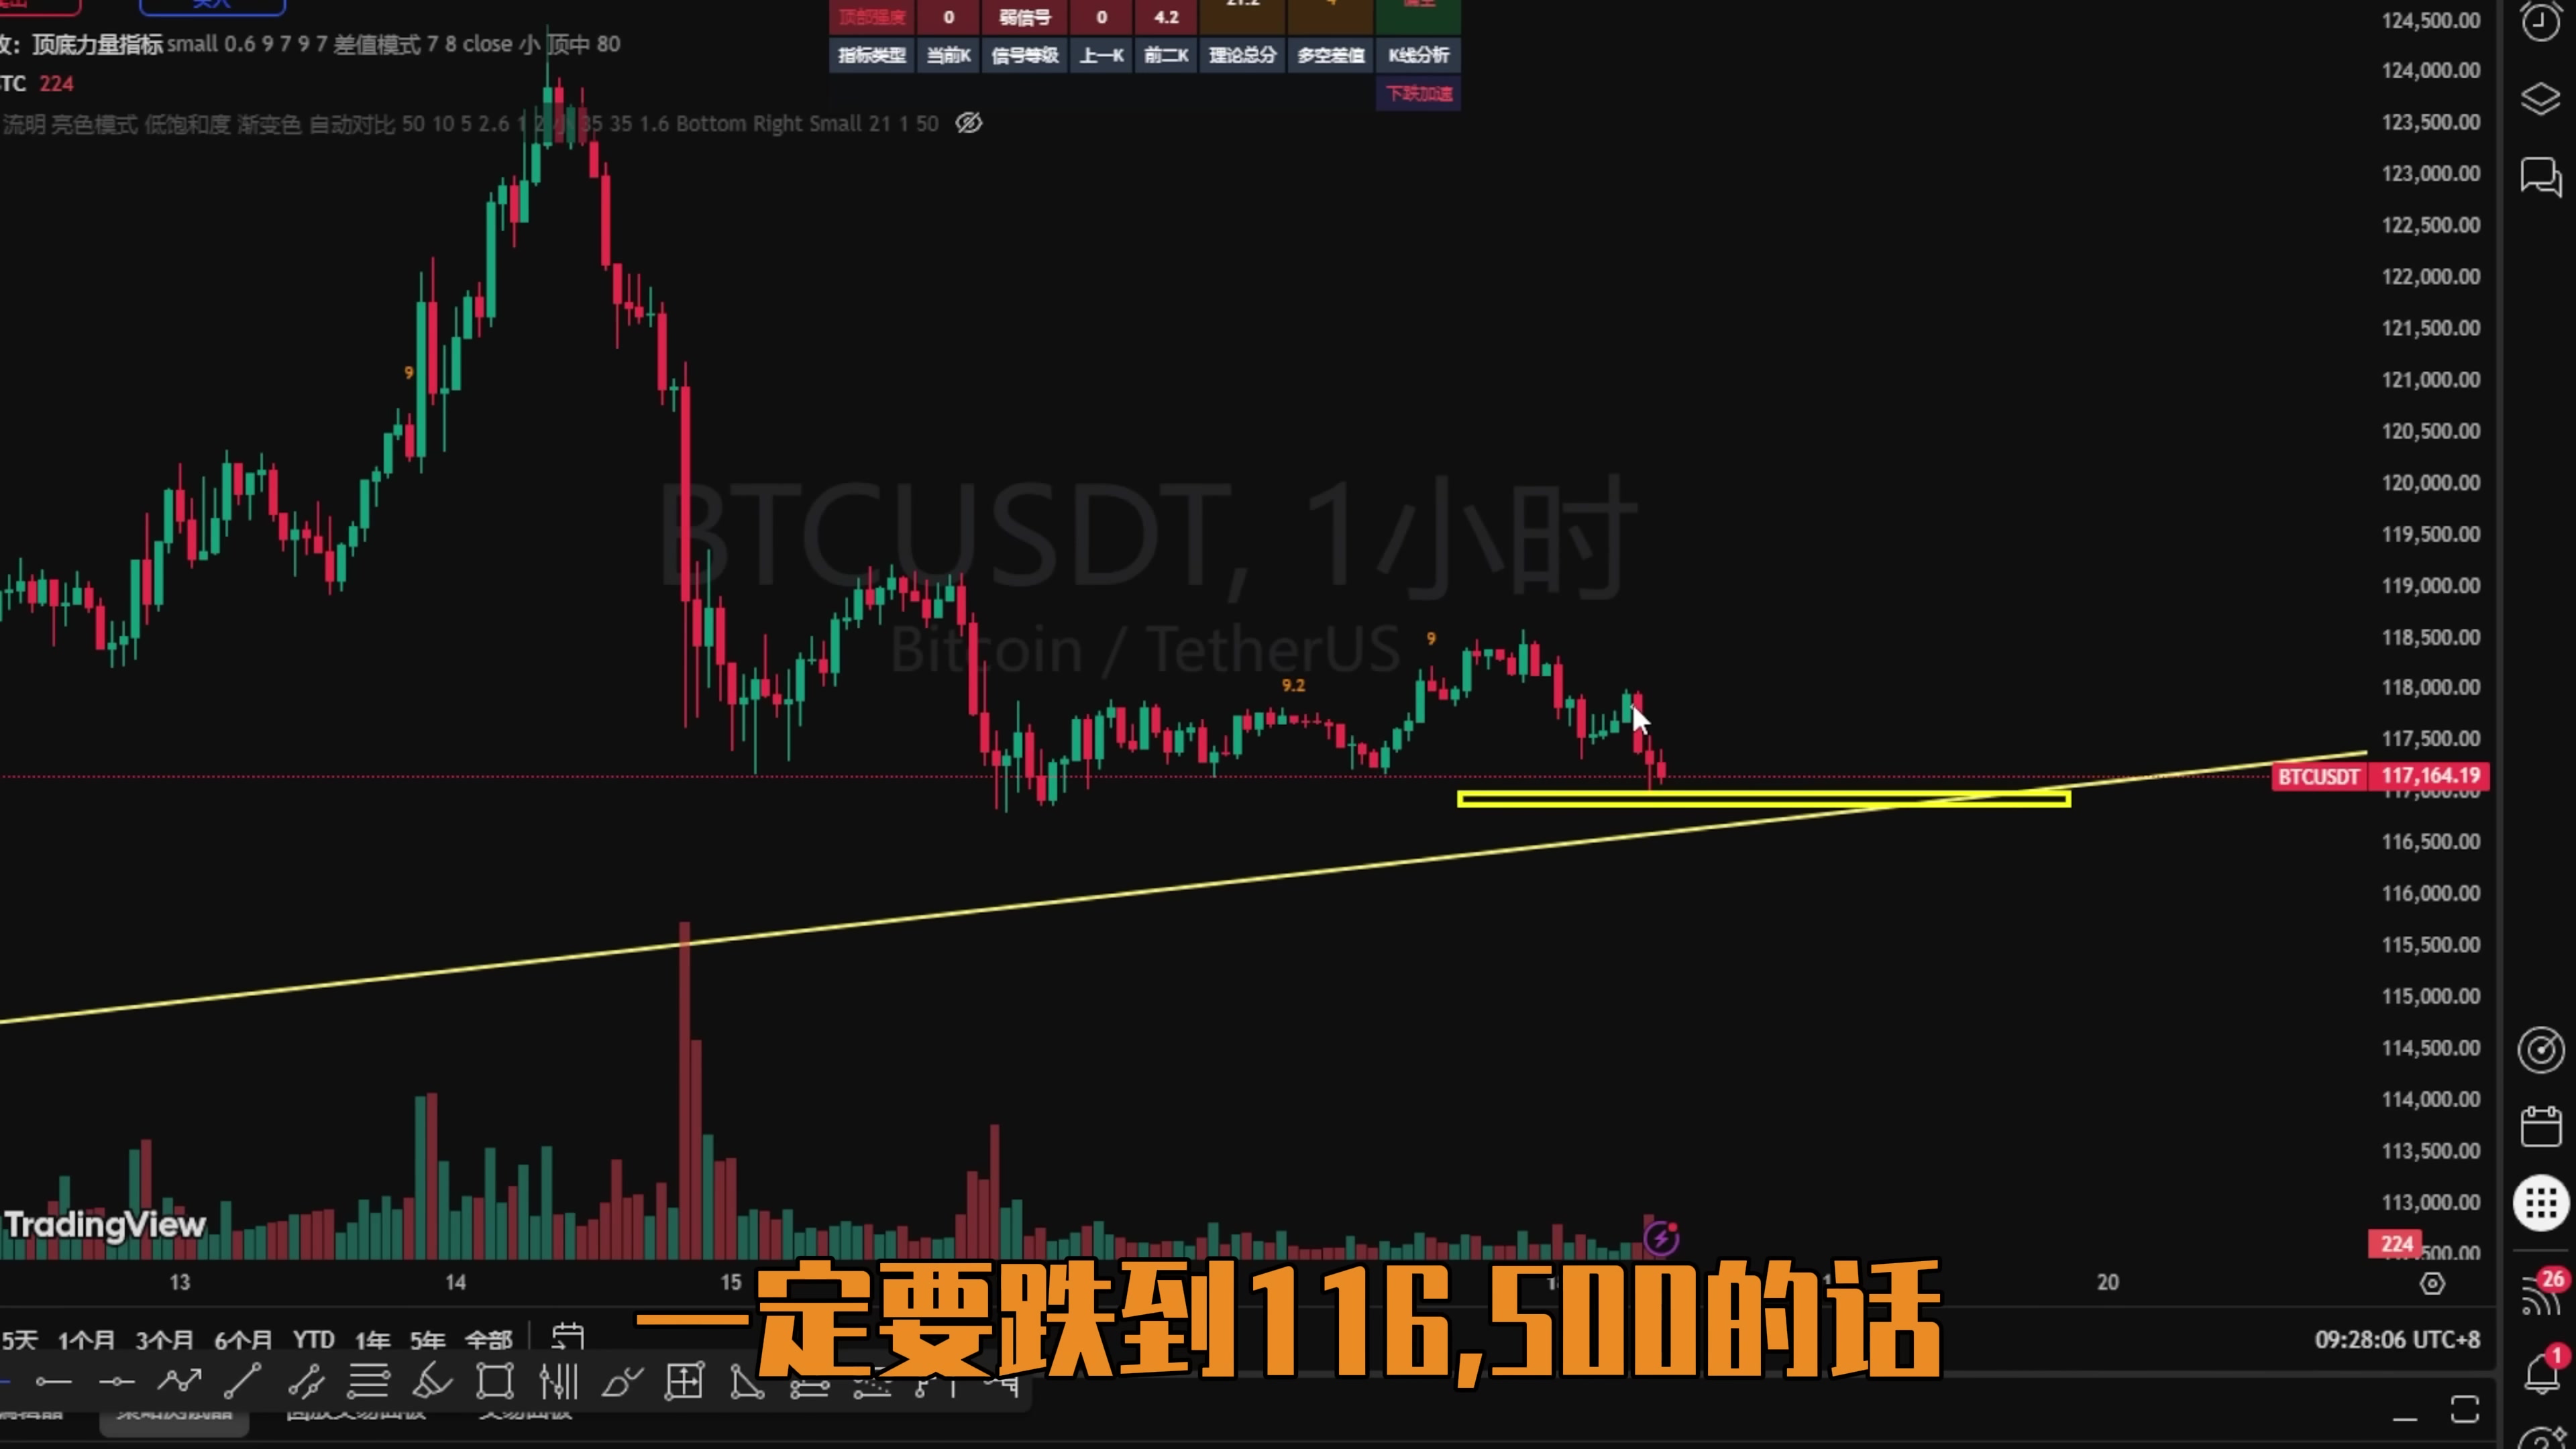 买入
顶部强度 0 弱信号 0 4.2
改：顶底力量指标 small 0.6 9 7 9 7 差值模式 7 8 close 小 顶中 80
指标类型 当前K 信号等级 上一K 前二K 理论总分 多空差值 K线分析
TC 224
下跌加速
流明 亮色模式 低饱和度 渐变色 自动对比 50 10 5 2.6 1 2 小 35 35 1.6 Bottom Right Small 21 1 50
124,500.00
124,000.00
123,500.00
123,000.00
122,500.00
122,000.00
121,500.00
121,000.00
120,500.00
120,000.00
119,500.00
119,000.00
118,500.00
118,000.00
117,500.00
BTCUSDT 117,164.19
117,000.00
116,500.00
116,000.00
115,500.00
115,000.00
114,500.00
114,000.00
113,500.00
113,000.00
224
9
BTCUSDT, 1小时
Bitcoin / TetherUS
9
9.2
TradingView
13 14 15 20
一定要跌到116,500的话
5天 1个月 3个月 6个月 YTD 1年 5年 全部
09:28:06 UTC+8
26
1